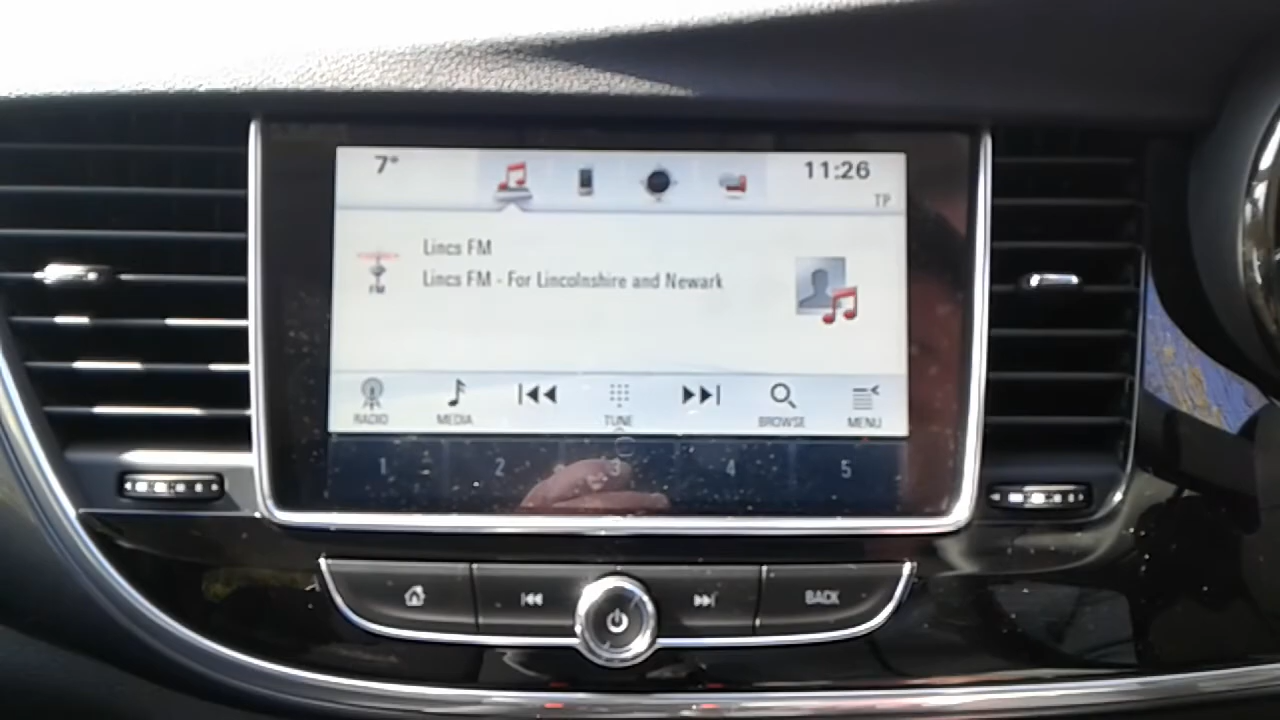 7°
11:26
TP
Lincs FM
Lincs FM - For Lincolnshire and Newark
FM
RADIO
MEDIA
TUNE
BROWSE
MENU
1 2 3 4 5
BACK